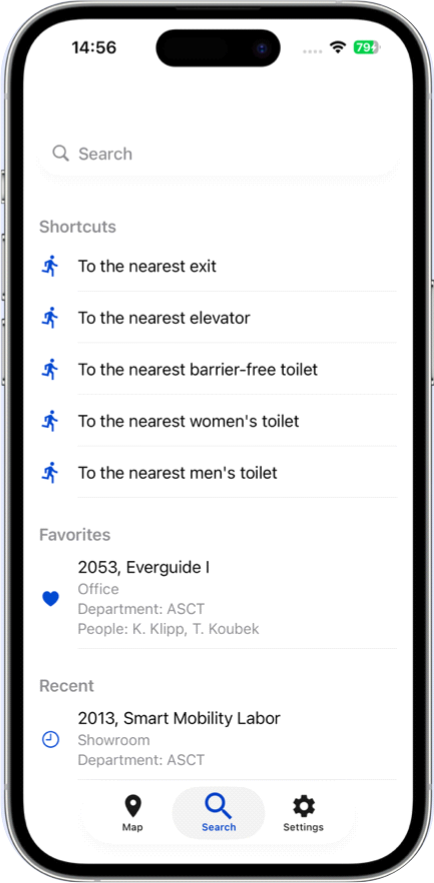 14:56
79
Search
Shortcuts
To the nearest exit
To the nearest elevator
To the nearest barrier-free toilet
To the nearest women's toilet
To the nearest men's toilet
Favorites
2053, Everguide I
Office
Department: ASCT
People: K. Klipp, T. Koubek
Recent
2013, Smart Mobility Labor
Showroom
Department: ASCT
Map Search Settings